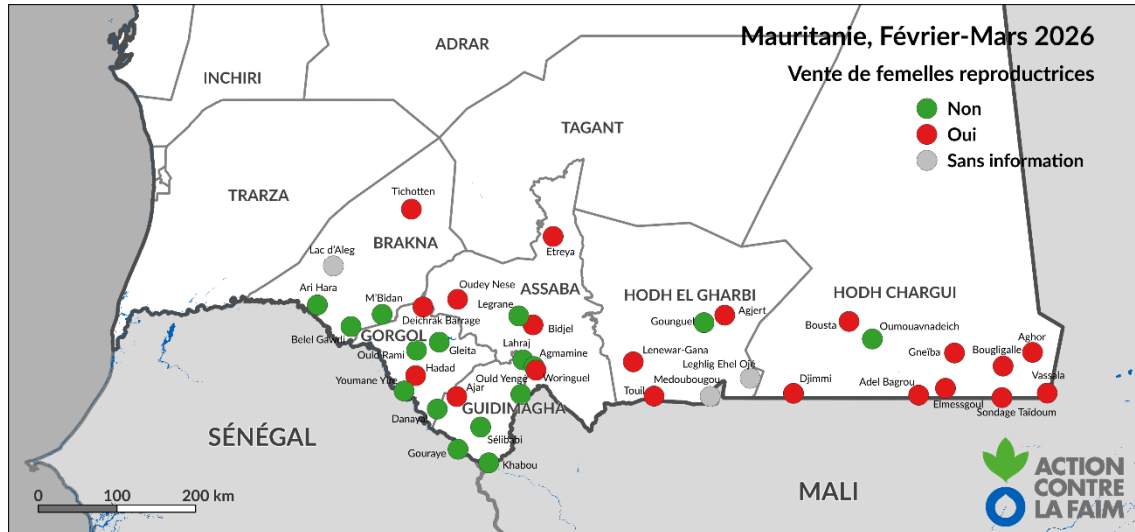 Mauritanie, Février-Mars 2026
Vente de femelles reproductrices
Non
Oui
Sans information
ADRAR
INCHIRI
TAGANT
TRARZA
Tichotten
BRAKNA
Lac d'Aleg
Etreya
Ari Hara
M'Bidan
Oudey Nese
ASSABA
Legrane
HODH EL GHARBI
HODH CHARGUI
Deichrak Barrage
Bidjel
Gounguel
Agjert
Bousta
Oumouavnadeich
Belel Gawdi
GORGOL
Gleita
Lahraj
Aghor
Ould Rami
Agmamine
Lenewar-Gana
Gneïba
Bougligalle
Hadad
Woringuel
Leghlig Ehel Oje
Youmane Yire
Ajar
Ould Yengé
Touil
Medoubougou
Djimmi
Adel Bagrou
Vassala
Elmessgoul
Sondage Taïdoum
Danayal
GUIDIMAGHA
Sélibabi
SÉNÉGAL
Gouraye
Khabou
MALI
0 100 200 km
ACTION
CONTRE
LA FAIM